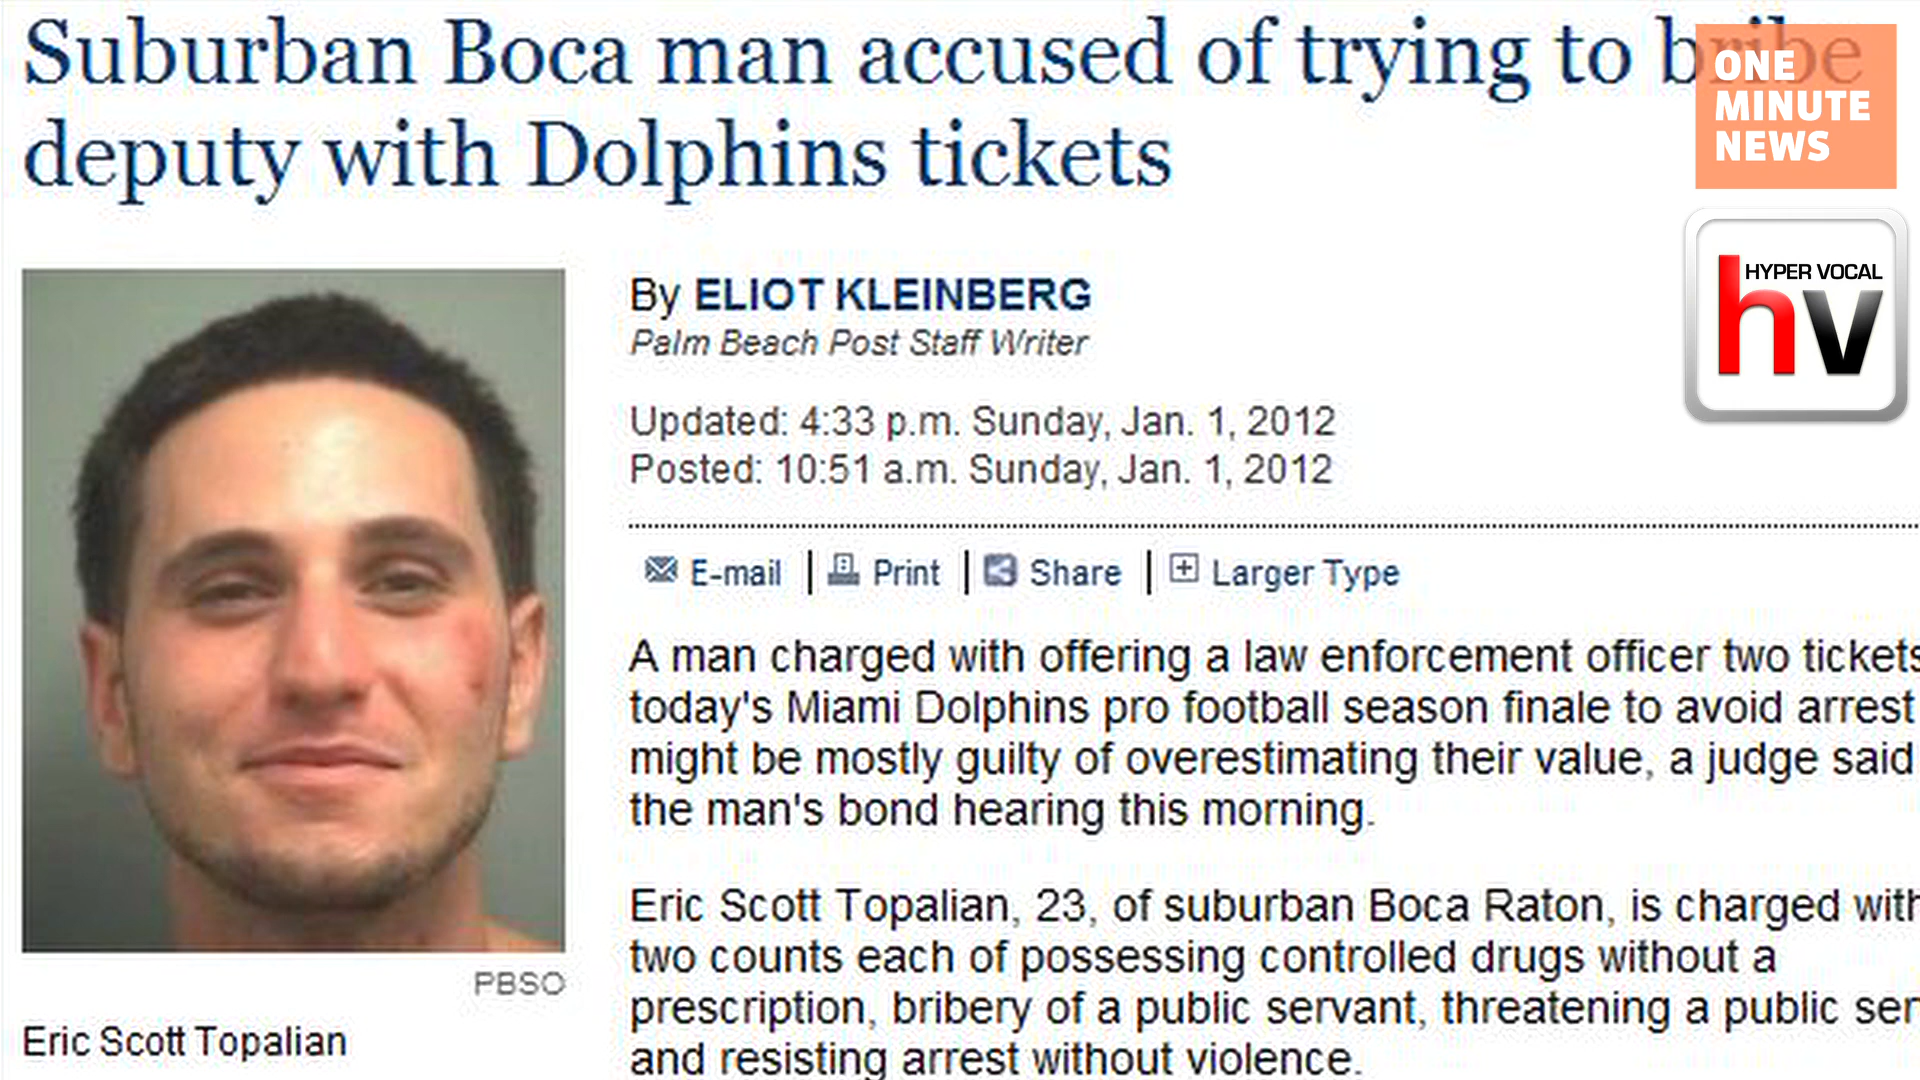 Suburban Boca man accused of trying to bribe
deputy with Dolphins tickets
ONE
MINUTE
NEWS
HYPER VOCAL
hv
By ELIOT KLEINBERG
Palm Beach Post Staff Writer
Updated: 4:33 p.m. Sunday, Jan. 1, 2012
Posted: 10:51 a.m. Sunday, Jan. 1, 2012
E-mail | Print | Share | Larger Type
A man charged with offering a law enforcement officer two tickets
today's Miami Dolphins pro football season finale to avoid arrest
might be mostly guilty of overestimating their value, a judge said
the man's bond hearing this morning.
Eric Scott Topalian, 23, of suburban Boca Raton, is charged with
two counts each of possessing controlled drugs without a
prescription, bribery of a public servant, threatening a public ser
and resisting arrest without violence.
PBSO
Eric Scott Topalian